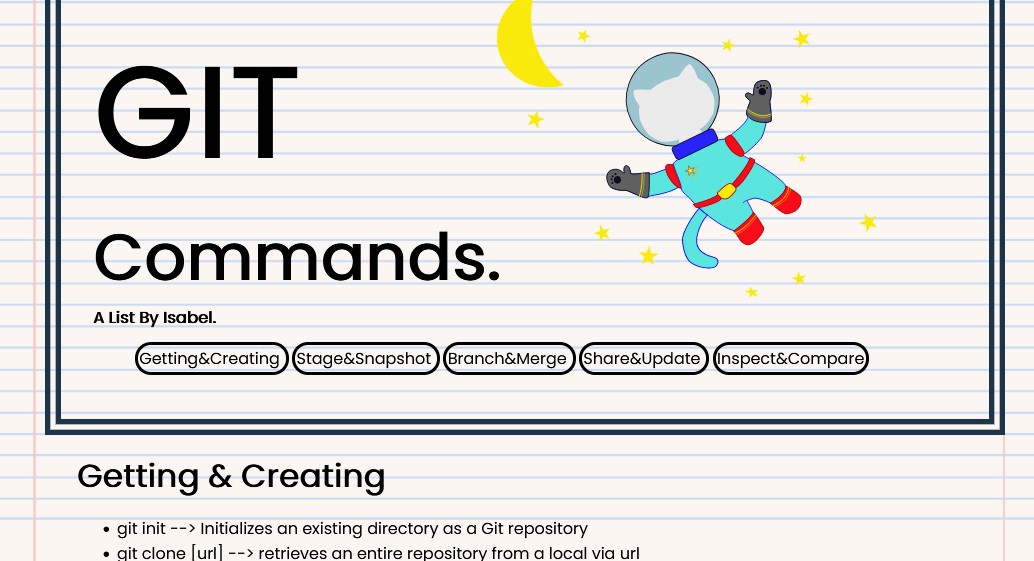 GIT
Commands.
A List By Isabel.
Getting&Creating Stage&Snapshot Branch&Merge Share&Update Inspect&Compare
Getting & Creating
• git init --> Initializes an existing directory as a Git repository
• git clone [url] --> retrieves an entire repository from a local via url